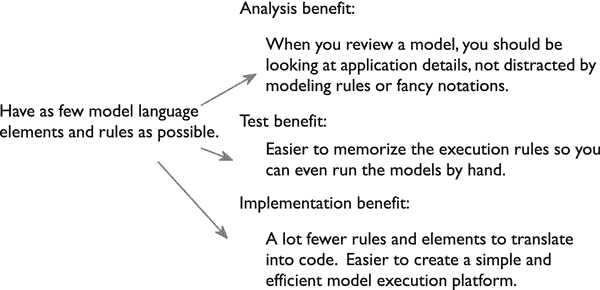 Analysis benefit:
When you review a model, you should be
looking at application details, not distracted by
modeling rules or fancy notations.
Have as few model language
elements and rules as possible.
Test benefit:
Easier to memorize the execution rules so you
can even run the models by hand.
Implementation benefit:
A lot fewer rules and elements to translate
into code.  Easier to create a simple and
efficient model execution platform.